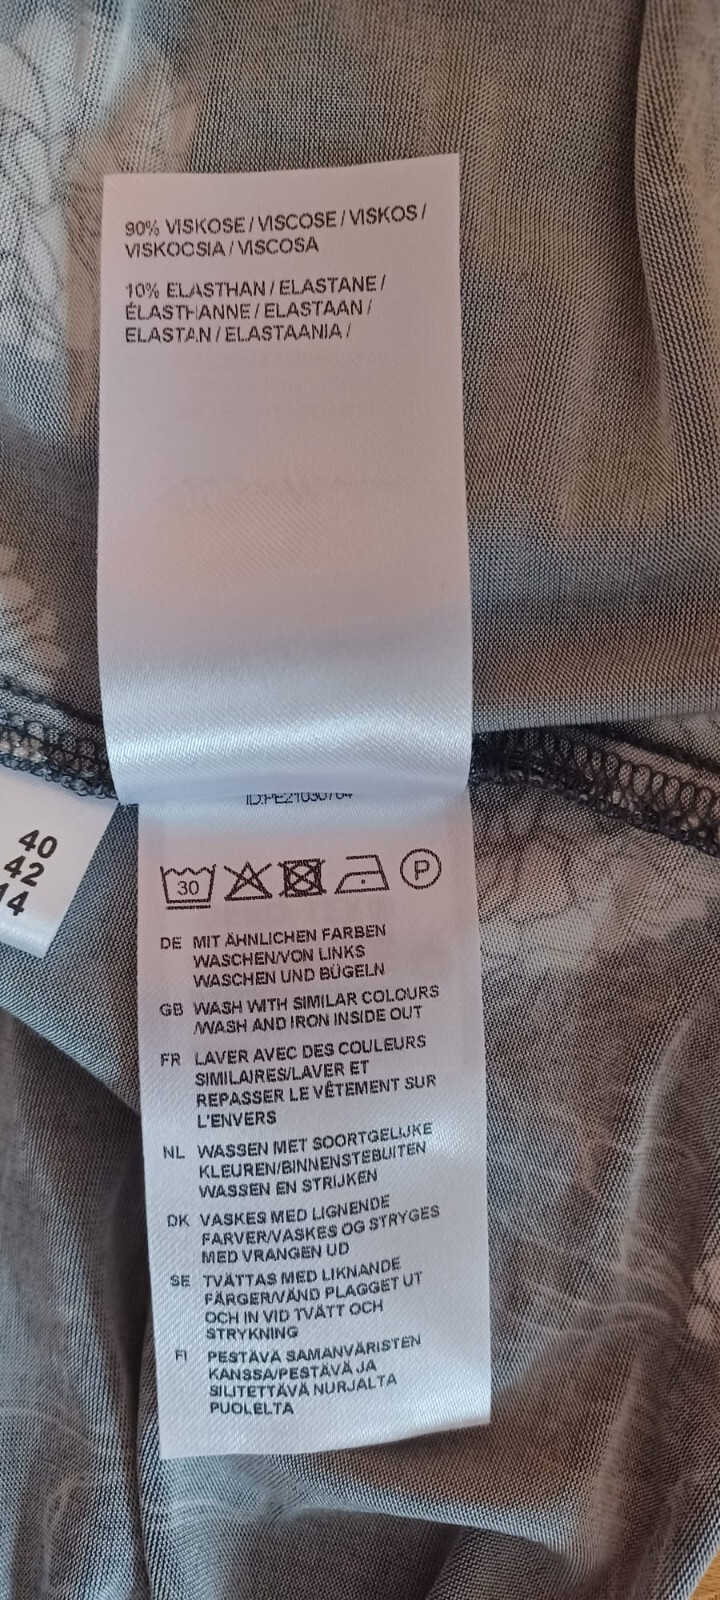 90% VISKOSE / VISCOSE / VISKOS /
VISKOOSIA / VISCOSA
10% ELASTHAN / ELASTANE /
ÉLASTHANNE / ELASTAAN /
ELASTAN / ELASTAANIA /
40
42
14
30
P
DE MIT ÄHNLICHEN FARBEN
WASCHEN/VON LINKS
WASCHEN UND BÜGELN
GB WASH WITH SIMILAR COLOURS
/WASH AND IRON INSIDE OUT
FR LAVER AVEC DES COULEURS
SIMILAIRES/LAVER ET
REPASSER LE VÊTEMENT SUR
L'ENVERS
NL WASSEN MET SOORTGELIJKE
KLEUREN/BINNENSTEBUITEN
WASSEN EN STRIJKEN
DK VASKES MED LIGNENDE
FARVER/VASKES OG STRYGES
MED VRANGEN UD
SE TVÄTTAS MED LIKNANDE
FÄRGER/VÄND PLAGGET UT
OCH IN VID TVÄTT OCH
STRYKNING
FI PESTÄVÄ SAMANVÄRISTEN
KANSSA/PESTÄVÄ JA
SILITETTÄVÄ NURJALTA
PUOLELTA